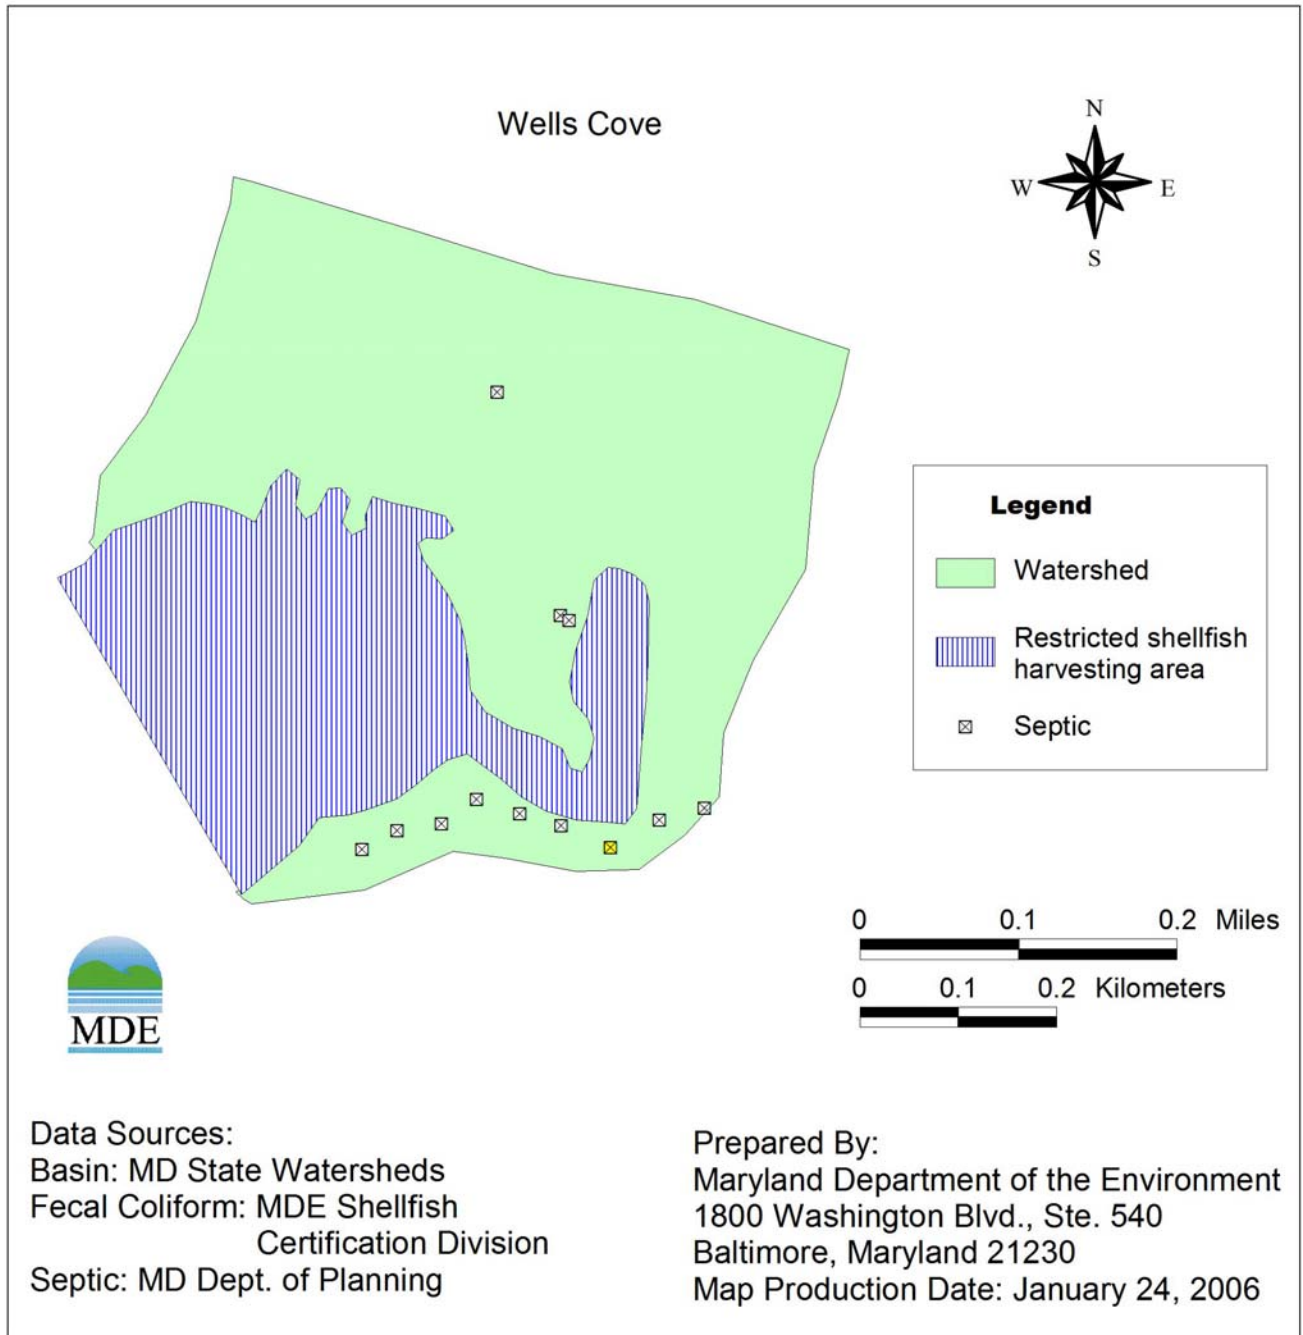 Wells Cove
N
W
E
S
Legend
Watershed
Restricted shellfish
harvesting area
Septic
0 0.1 0.2 Miles
0 0.1 0.2 Kilometers
MDE
Data Sources:
Basin: MD State Watersheds
Fecal Coliform: MDE Shellfish
Certification Division
Septic: MD Dept. of Planning
Prepared By:
Maryland Department of the Environment
1800 Washington Blvd., Ste. 540
Baltimore, Maryland 21230
Map Production Date: January 24, 2006